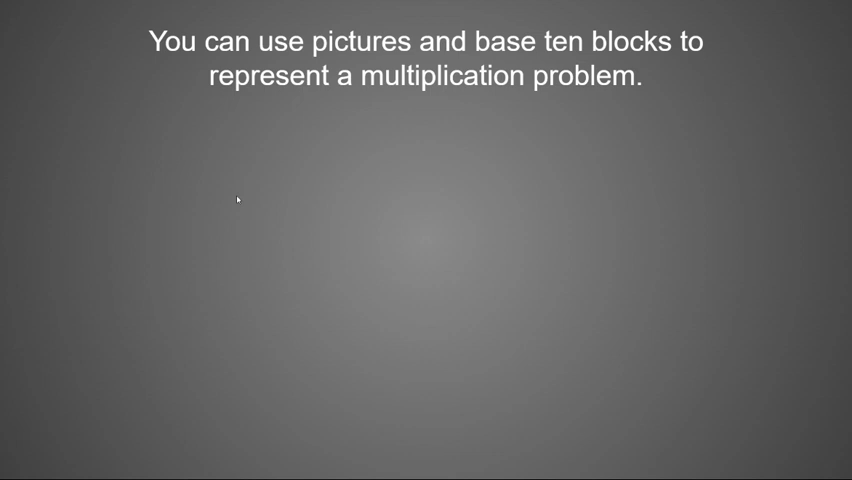 You can use pictures and base ten blocks to
represent a multiplication problem.